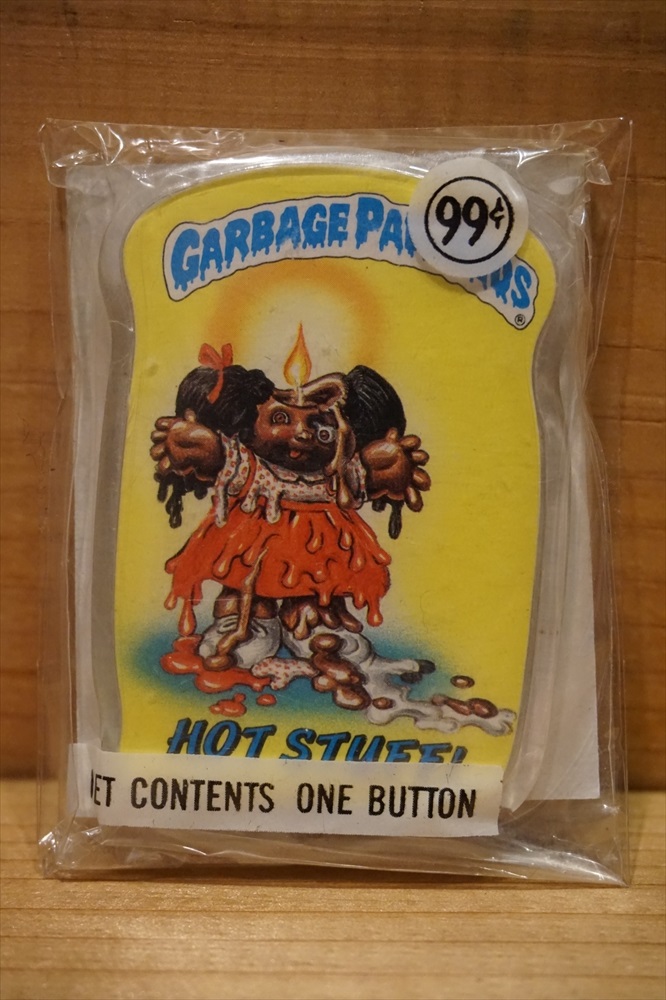 GARBAGE PA
DS
®
99¢
HOT STUFF!
ET CONTENTS ONE BUTTON